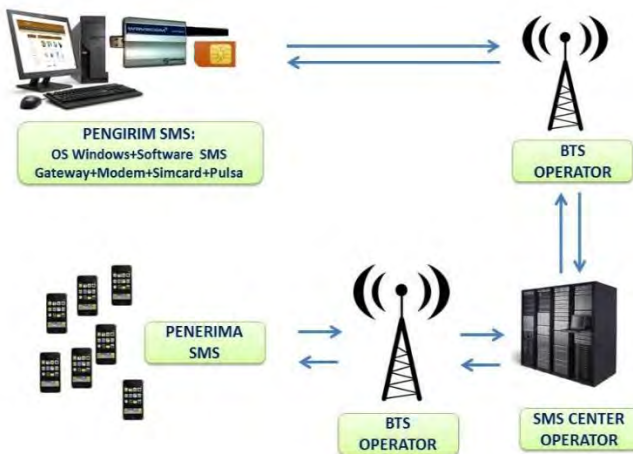 PENGIRIM SMS:
OS Windows+Software SMS
Gateway+Modem+Simcard+Pulsa
BTS
OPERATOR
PENERIMA
SMS
BTS
OPERATOR
SMS CENTER
OPERATOR